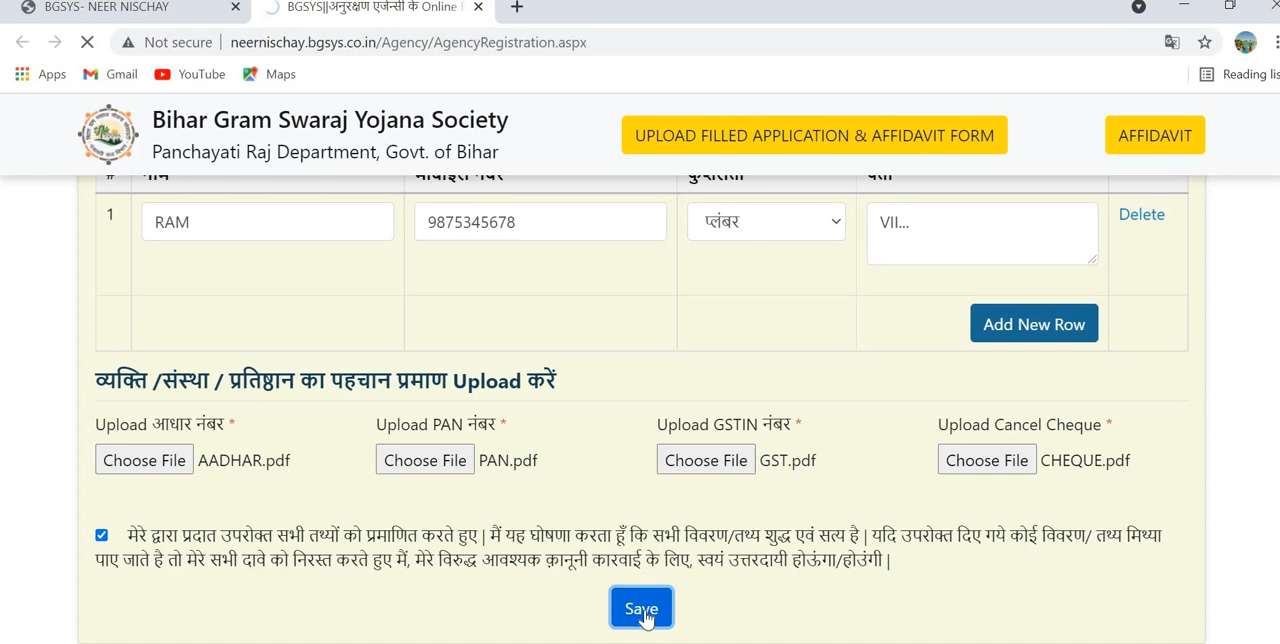 BGSYS- NEER NISCHAY
BGSYS||अनुरक्षण एजेन्सी के Online
Not secure | neernischay.bgsys.co.in/Agency/AgencyRegistration.aspx
Apps Gmail YouTube Maps Reading lis
Bihar Gram Swaraj Yojana Society
Panchayati Raj Department, Govt. of Bihar
UPLOAD FILLED APPLICATION & AFFIDAVIT FORM
AFFIDAVIT
# नाम मोबाइल नंबर कुशलता पता
1 RAM 9875345678 प्लंबर VII... Delete
Add New Row
व्यक्ति /संस्था / प्रतिष्ठान का पहचान प्रमाण Upload करें
Upload आधार नंबर * Upload PAN नंबर * Upload GSTIN नंबर * Upload Cancel Cheque *
Choose File AADHAR.pdf Choose File PAN.pdf Choose File GST.pdf Choose File CHEQUE.pdf
मेरे द्वारा प्रदात उपरोक्त सभी तथ्यों को प्रमाणित करते हुए | मैं यह घोषणा करता हूँ कि सभी विवरण/तथ्य शुद्ध एवं सत्य है | यदि उपरोक्त दिए गये कोई विवरण/ तथ्य मिथ्या
पाए जाते है तो मेरे सभी दावे को निरस्त करते हुए मैं, मेरे विरुद्ध आवश्यक क़ानूनी कारवाई के लिए, स्वयं उत्तरदायी होऊंगा/होउंगी |
Save